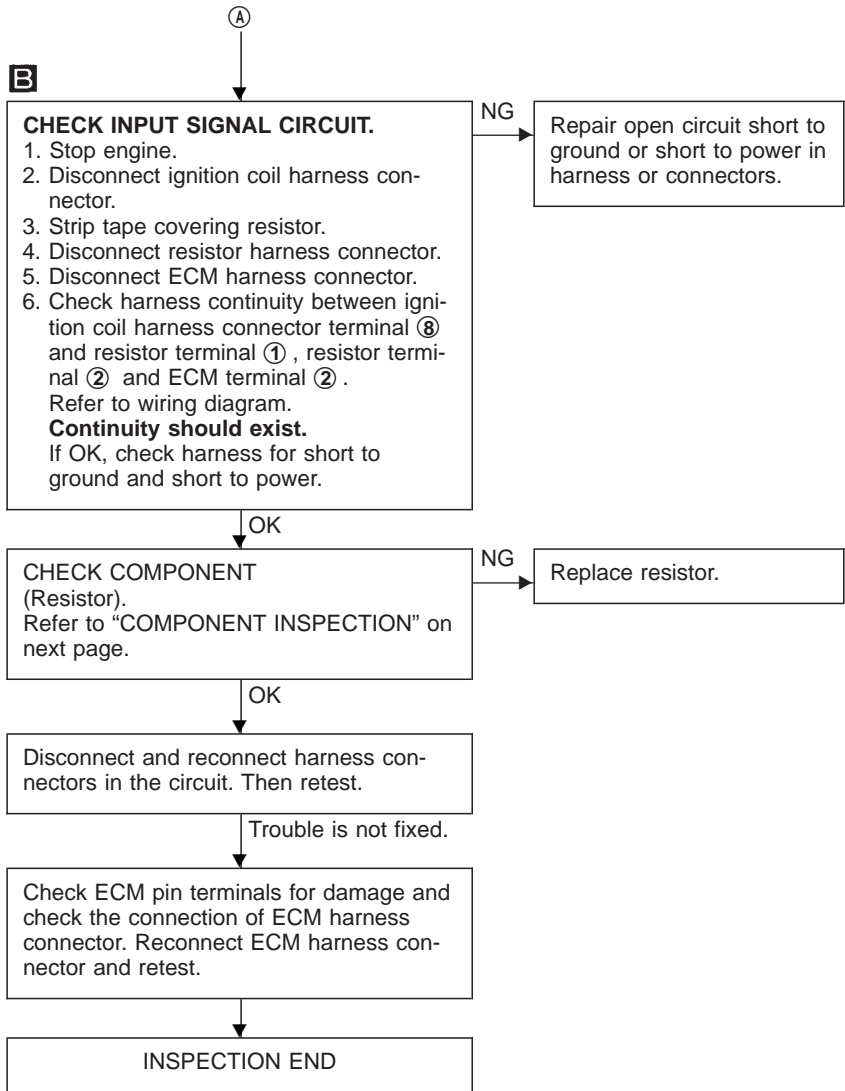 Ⓐ
B
CHECK INPUT SIGNAL CIRCUIT.
1. Stop engine.
2. Disconnect ignition coil harness con-
nector.
3. Strip tape covering resistor.
4. Disconnect resistor harness connector.
5. Disconnect ECM harness connector.
6. Check harness continuity between igni-
tion coil harness connector terminal ⑧
and resistor terminal ① , resistor termi-
nal ② and ECM terminal ② .
Refer to wiring diagram.
Continuity should exist.
If OK, check harness for short to
ground and short to power.
NG
Repair open circuit short to
ground or short to power in
harness or connectors.
OK
CHECK COMPONENT
(Resistor).
Refer to “COMPONENT INSPECTION” on
next page.
NG
Replace resistor.
OK
Disconnect and reconnect harness con-
nectors in the circuit. Then retest.
Trouble is not fixed.
Check ECM pin terminals for damage and
check the connection of ECM harness
connector. Reconnect ECM harness con-
nector and retest.
INSPECTION END